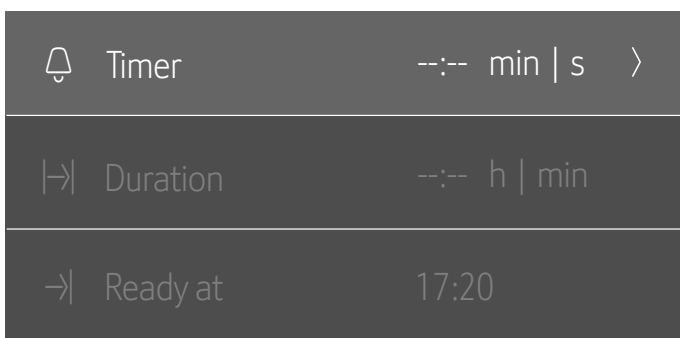 Timer --:-- min | s
Duration --:-- h | min
Ready at 17:20